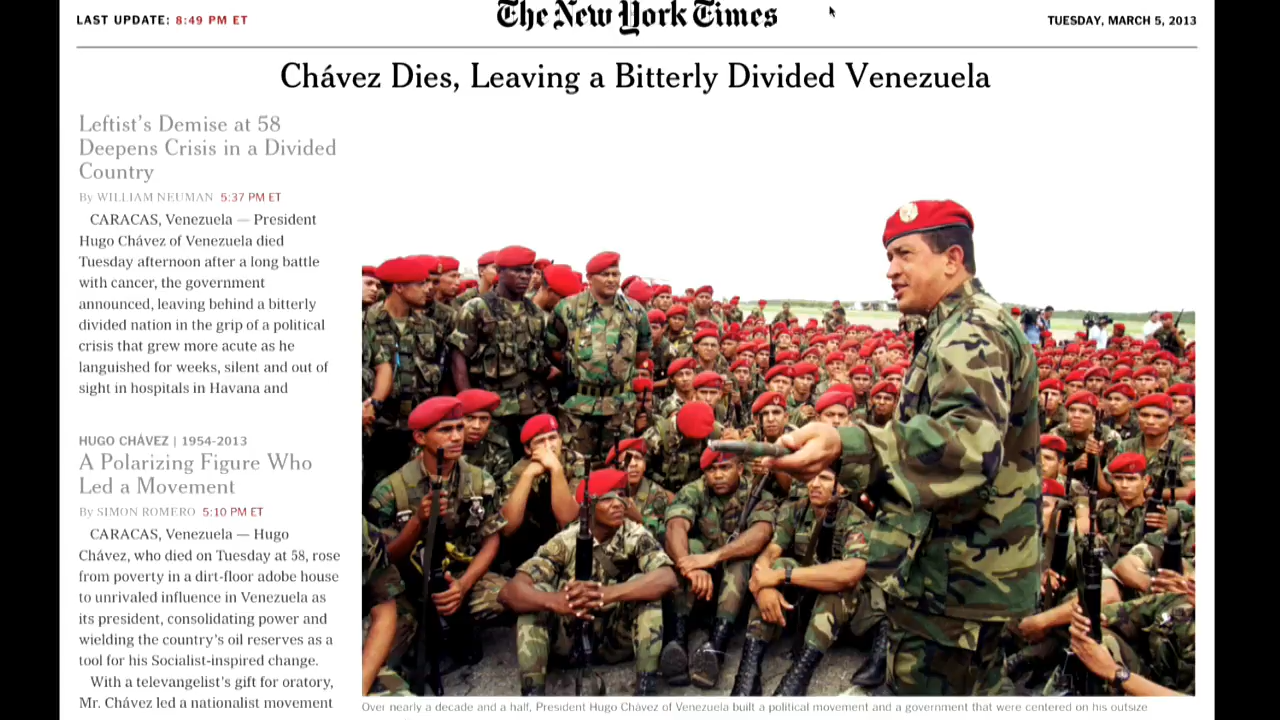 LAST UPDATE: 8:49 PM ET
The New York Times
TUESDAY, MARCH 5, 2013
Chávez Dies, Leaving a Bitterly Divided Venezuela
Leftist's Demise at 58
Deepens Crisis in a Divided
Country
By WILLIAM NEUMAN 5:37 PM ET
CARACAS, Venezuela — President
Hugo Chávez of Venezuela died
Tuesday afternoon after a long battle
with cancer, the government
announced, leaving behind a bitterly
divided nation in the grip of a political
crisis that grew more acute as he
languished for weeks, silent and out of
sight in hospitals in Havana and
HUGO CHÁVEZ | 1954-2013
A Polarizing Figure Who
Led a Movement
By SIMON ROMERO 5:10 PM ET
CARACAS, Venezuela — Hugo
Chávez, who died on Tuesday at 58, rose
from poverty in a dirt-floor adobe house
to unrivaled influence in Venezuela as
its president, consolidating power and
wielding the country's oil reserves as a
tool for his Socialist-inspired change.
With a televangelist's gift for oratory,
Mr. Chávez led a nationalist movement
Over nearly a decade and a half, President Hugo Chávez of Venezuela built a political movement and a government that were centered on his outsize